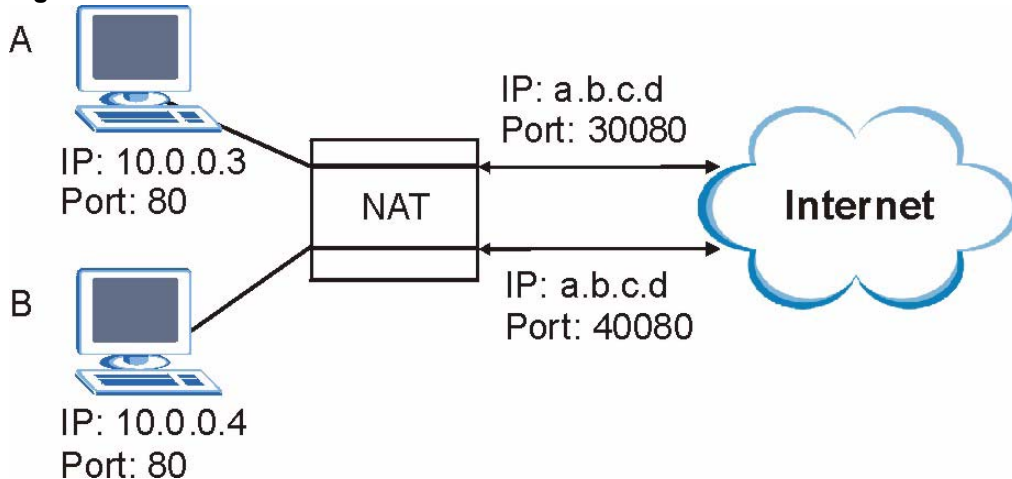 A
IP: 10.0.0.3
Port: 80
IP: a.b.c.d
Port: 30080
NAT
Internet
IP: a.b.c.d
Port: 40080
B
IP: 10.0.0.4
Port: 80